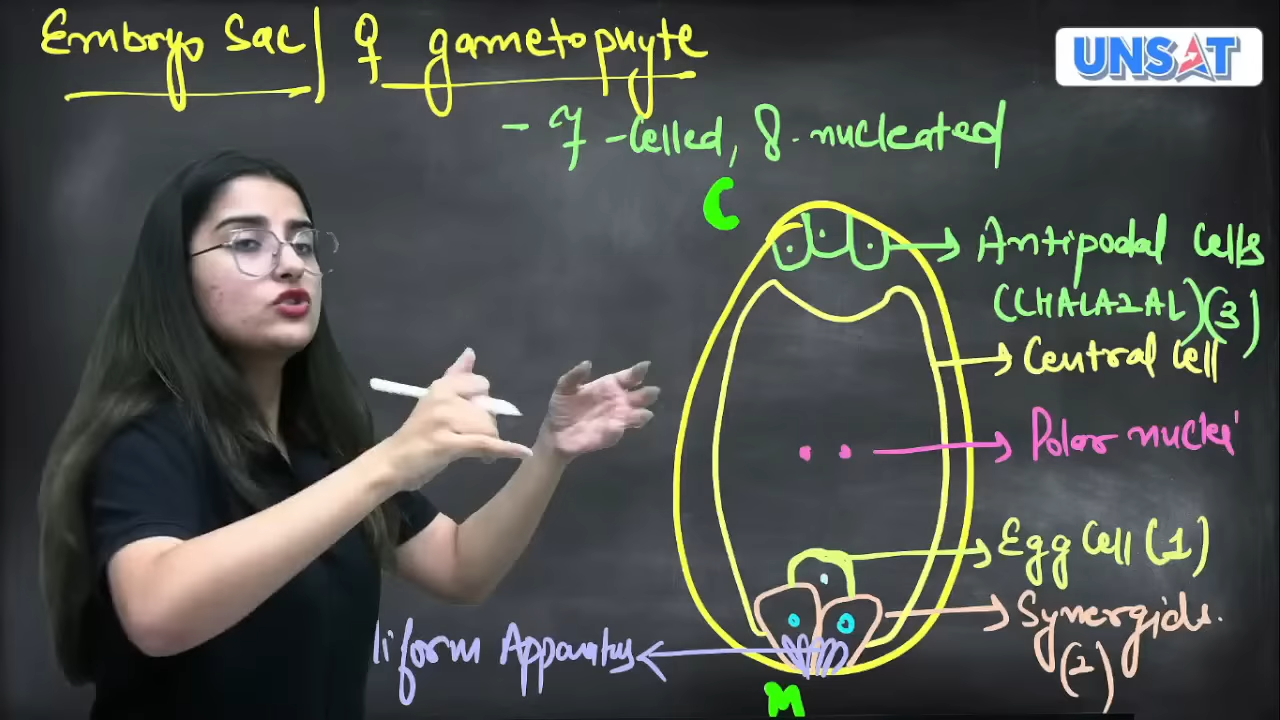 Embryo Sac/ ♀ gametophyte
UNSAT
- 7-celled, 8-nucleated
C
Antipodal cells
(CHALAZAL)(3)
Central cell
Polar nuclei
Egg Cell (1)
Synergids.
(2)
liform Apparatus
M